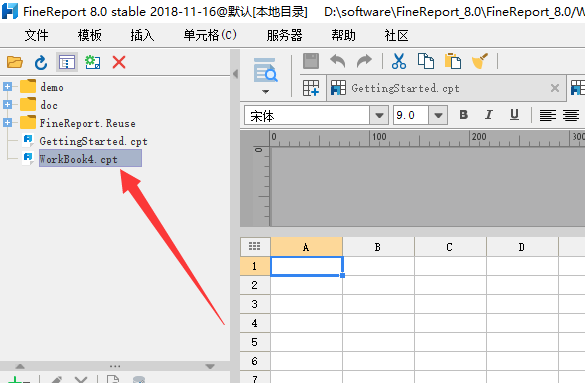 FineReport 8.0 stable 2018-11-16@默认[本地目录] D:\software\FineReport_8.0\FineReport_8.0/W
文件 模板 插入 单元格(C) 服务器 帮助 社区
demo
doc
FineReport.Reuse
GettingStarted.cpt
WorkBook4.cpt
GettingStarted.cpt
宋体 9.0 B I U
0 100 200 300
0
A B C D
1
2
3
4
5
6
7